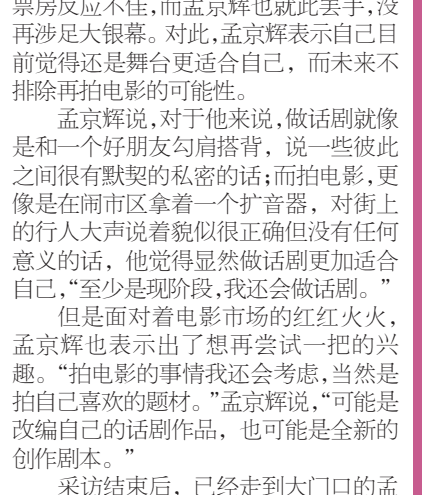 票房反应不佳,而孟京辉也就此罢手,没
再涉足大银幕。对此,孟京辉表示自己目
前觉得还是舞台更适合自己，而未来不
排除再拍电影的可能性。
孟京辉说,对于他来说,做话剧就像
是和一个好朋友勾肩搭背，说一些彼此
之间很有默契的私密的话;而拍电影,更
像是在闹市区拿着一个扩音器，对街上
的行人大声说着貌似很正确但没有任何
意义的话，他觉得显然做话剧更加适合
自己,“至少是现阶段,我还会做话剧。”
但是面对着电影市场的红红火火，
孟京辉也表示出了想再尝试一把的兴
趣。“拍电影的事情我还会考虑,当然是
拍自己喜欢的题材。”孟京辉说,“可能是
改编自己的话剧作品，也可能是全新的
创作剧本。”
采访结束后，已经走到大门口的孟